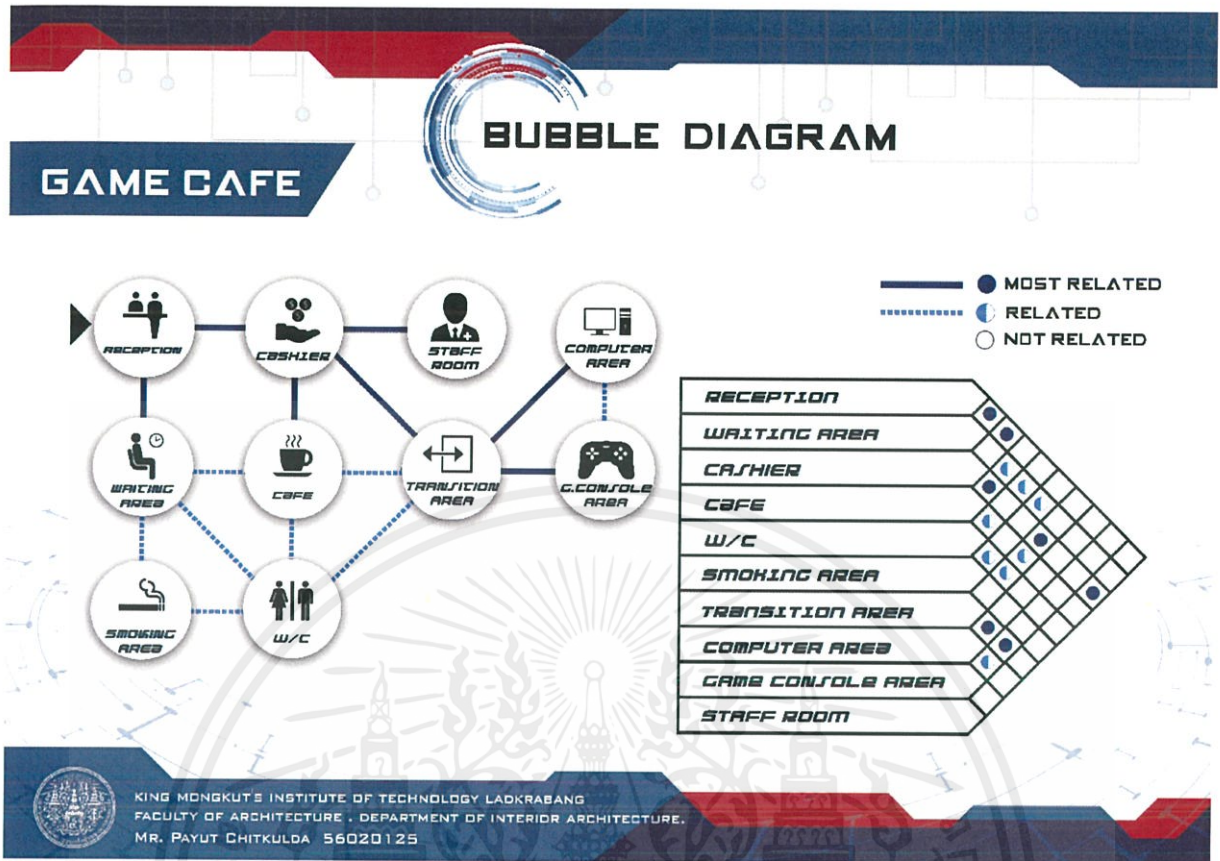 BUBBLE DIAGRAM
GAME CAFE
RECEPTION
CASHIER
STAFF
ROOM
COMPUTER
AREA
WAITING
AREA
CAFE
TRANSITION
AREA
G.CONSOLE
AREA
SMOKING
AREA
W/C
MOST RELATED
RELATED
NOT RELATED
RECEPTION
WAITING AREA
CASHIER
CAFE
W/C
SMOKING AREA
TRANSITION AREA
COMPUTER AREA
GAME CONSOLE AREA
STAFF ROOM
KING MONGKUT'S INSTITUTE OF TECHNOLOGY LADKRABANG
FACULTY OF ARCHITECTURE . DEPARTMENT OF INTERIOR ARCHITECTURE.
MR. PAYUT CHITKULDA 56020125